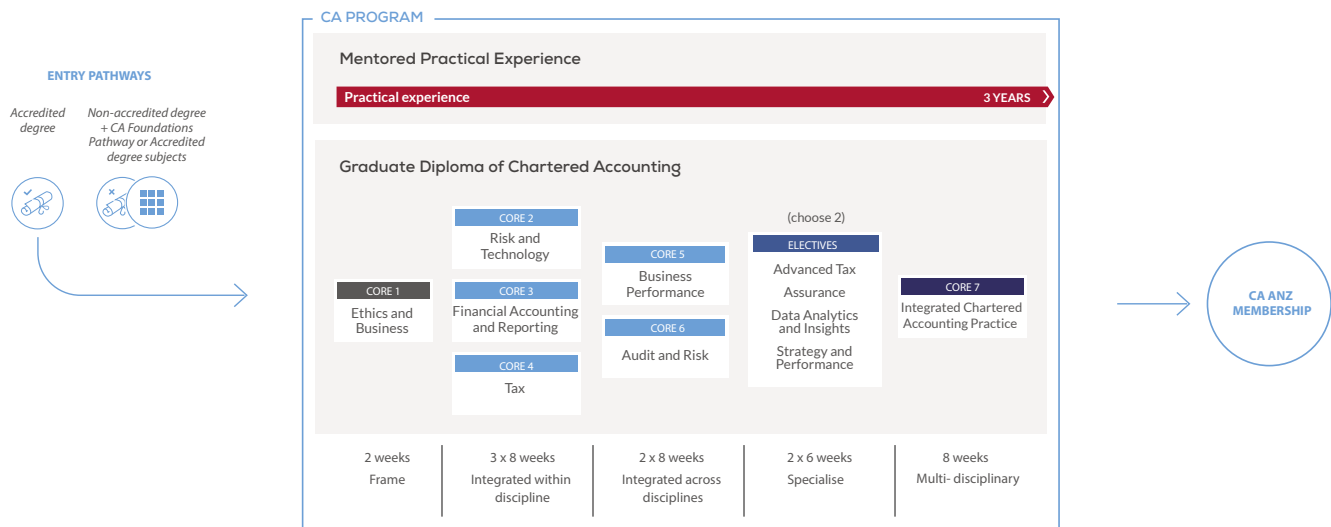 CA PROGRAM
ENTRY PATHWAYS
Accredited
degree
Non-accredited degree
+ CA Foundations
Pathway or Accredited
degree subjects
Mentored Practical Experience
Practical experience
3 YEARS
Graduate Diploma of Chartered Accounting
CORE 1
Ethics and
Business
CORE 2
Risk and
Technology
CORE 3
Financial Accounting
and Reporting
CORE 4
Tax
CORE 5
Business
Performance
CORE 6
Audit and Risk
(choose 2)
ELECTIVES
Advanced Tax
Assurance
Data Analytics
and Insights
Strategy and
Performance
CORE 7
Integrated Chartered
Accounting Practice
2 weeks
Frame
3 x 8 weeks
Integrated within
discipline
2 x 8 weeks
Integrated across
disciplines
2 x 6 weeks
Specialise
8 weeks
Multi- disciplinary
CA ANZ
MEMBERSHIP